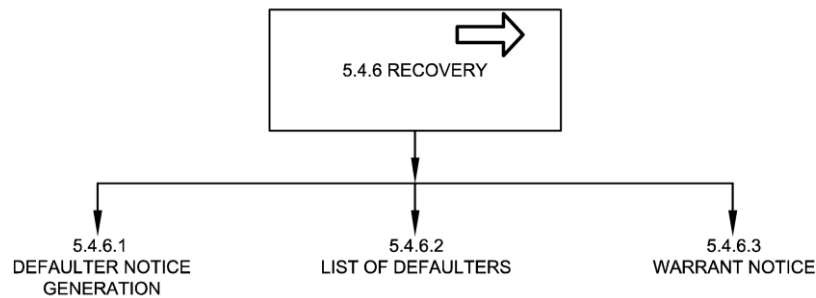 5.4.6 RECOVERY
5.4.6.1
DEFAULTER NOTICE
GENERATION
5.4.6.2
LIST OF DEFAULTERS
5.4.6.3
WARRANT NOTICE